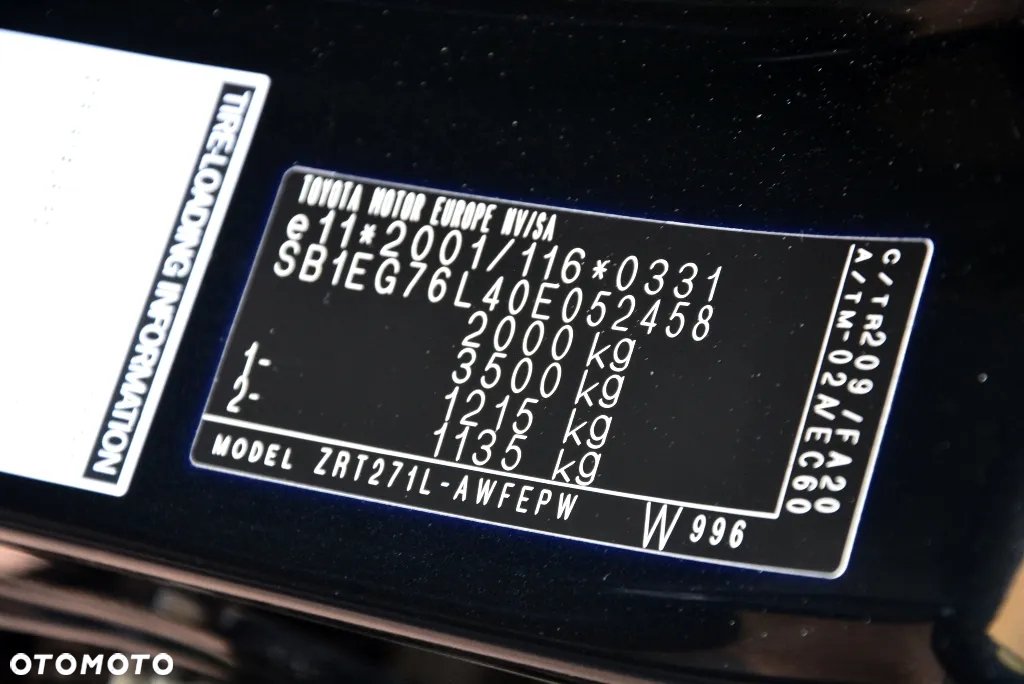 TIRE-LOADING INFORMATION
TOYOTA MOTOR EUROPE NV/SA
e11*2001/116*0331
SB1EG76L40E052458
2000 kg
3500 kg
1- 1215 kg
2- 1135 kg
MODEL ZRT271L-AWFEPW
W 996
C/TR209/FA20
A/TM-02A/EC60
OTOMOTO